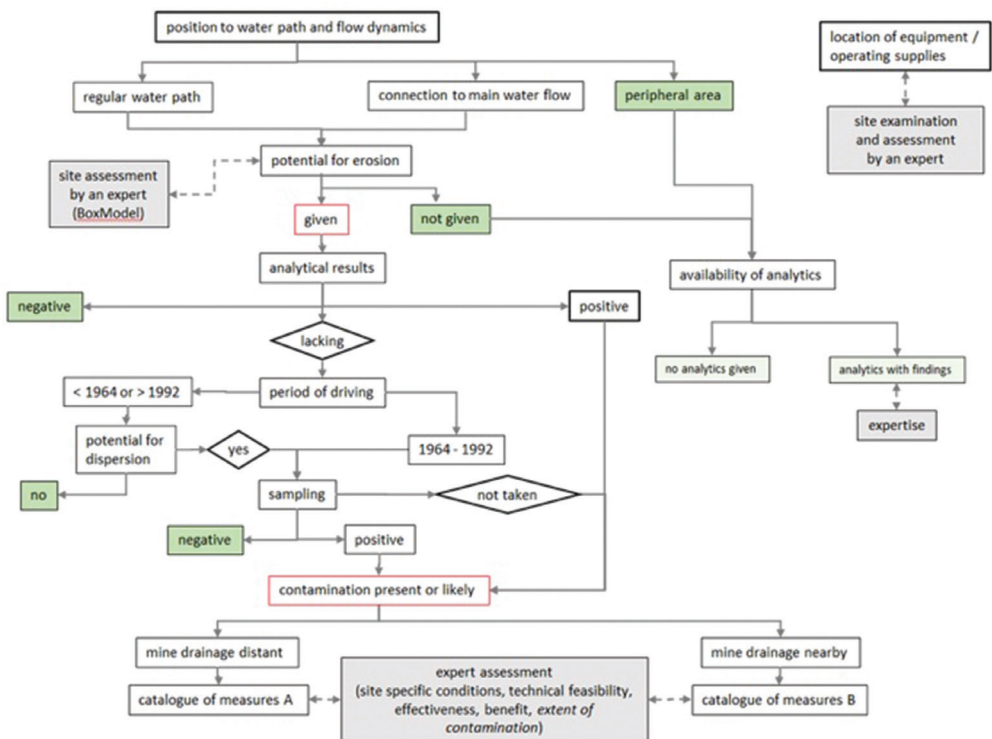 position to water path and flow dynamics
location of equipment /
operating supplies
regular water path
connection to main water flow
peripheral area
site examination
and assessment
by an expert
potential for erosion
site assessment
by an expert
(BoxModel)
given
not given
analytical results
availability of analytics
negative
positive
lacking
no analytics given
analytics with findings
< 1964 or > 1992
period of driving
expertise
potential for
dispersion
yes
1964 - 1992
no
sampling
not taken
negative
positive
contamination present or likely
mine drainage distant
mine drainage nearby
expert assessment
(site specific conditions, technical feasibility,
effectiveness, benefit, extent of
contamination)
catalogue of measures A
catalogue of measures B